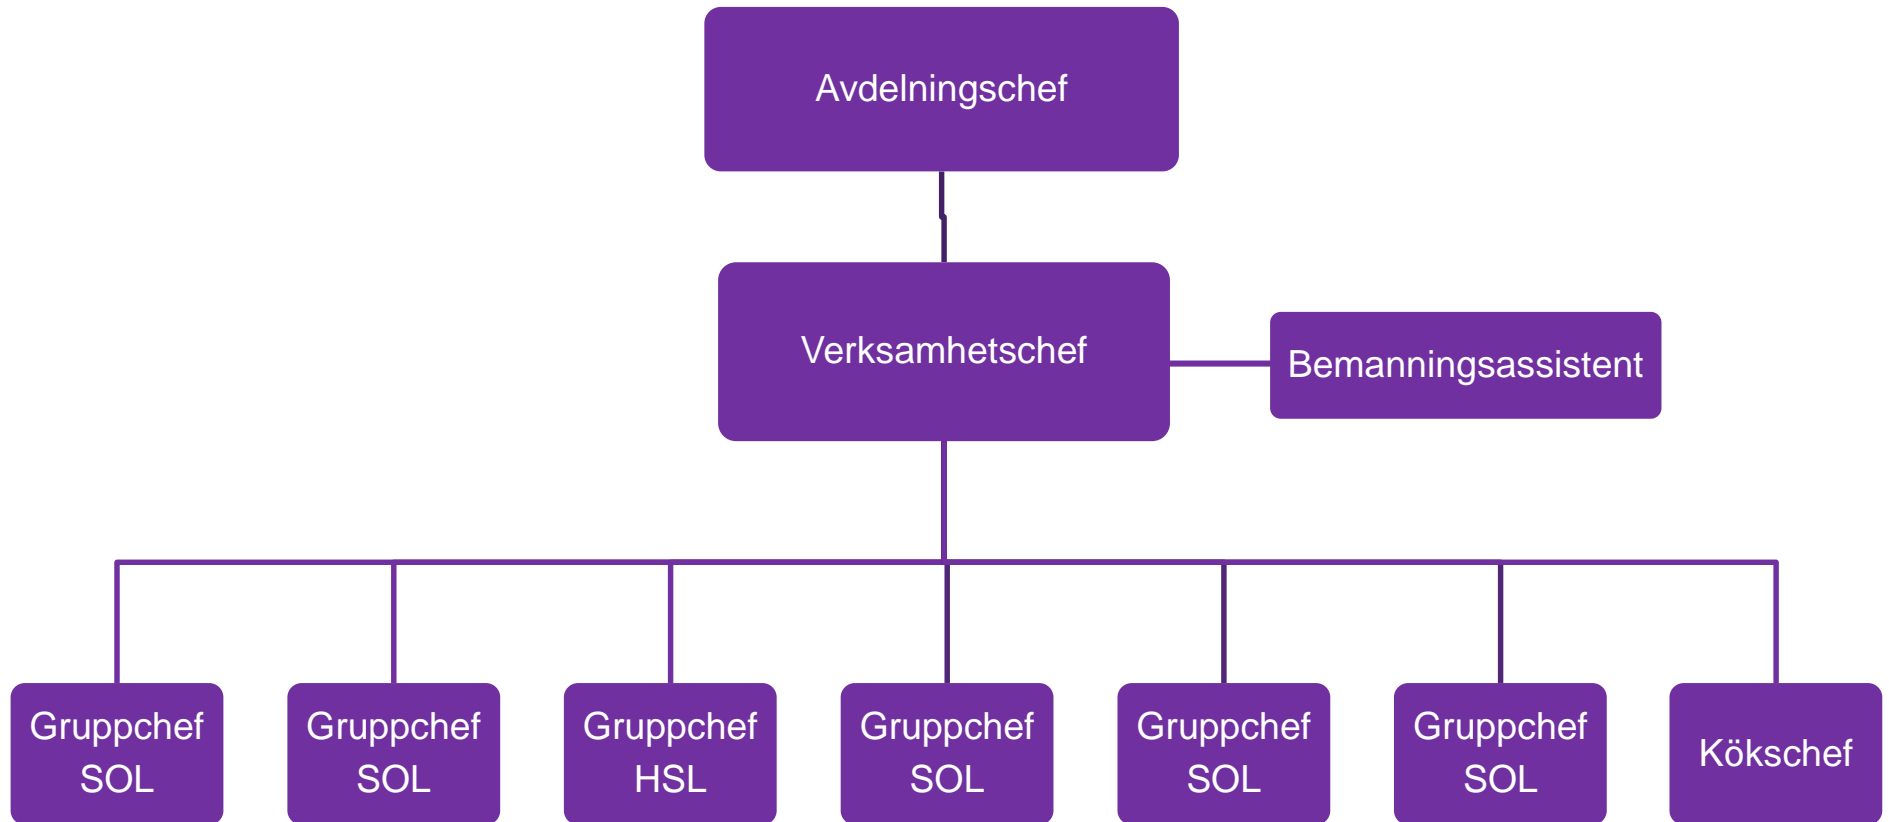 Avdelningschef
Verksamhetschef
Bemanningsassistent
Gruppchef
SOL
Gruppchef
SOL
Gruppchef
HSL
Gruppchef
SOL
Gruppchef
SOL
Gruppchef
SOL
Kökschef